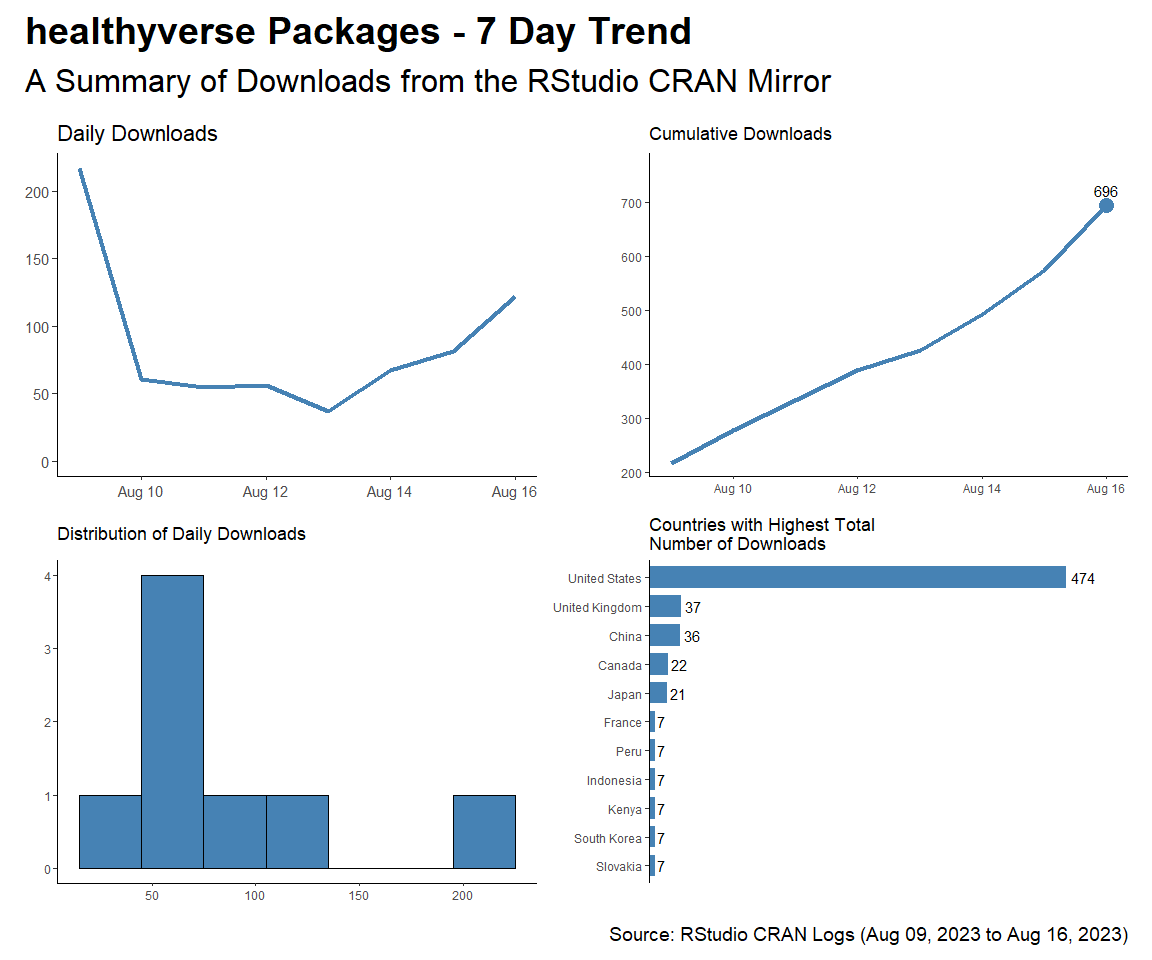 healthyverse Packages - 7 Day Trend
A Summary of Downloads from the RStudio CRAN Mirror
Daily Downloads
200
150
100
50
0
Aug 10 Aug 12 Aug 14 Aug 16
Cumulative Downloads
696
700
600
500
400
300
200
Aug 10 Aug 12 Aug 14 Aug 16
Distribution of Daily Downloads
4
3
2
1
0
50 100 150 200
Countries with Highest Total
Number of Downloads
United States 474
United Kingdom 37
China 36
Canada 22
Japan 21
France 7
Peru 7
Indonesia 7
Kenya 7
South Korea 7
Slovakia 7
Source: RStudio CRAN Logs (Aug 09, 2023 to Aug 16, 2023)